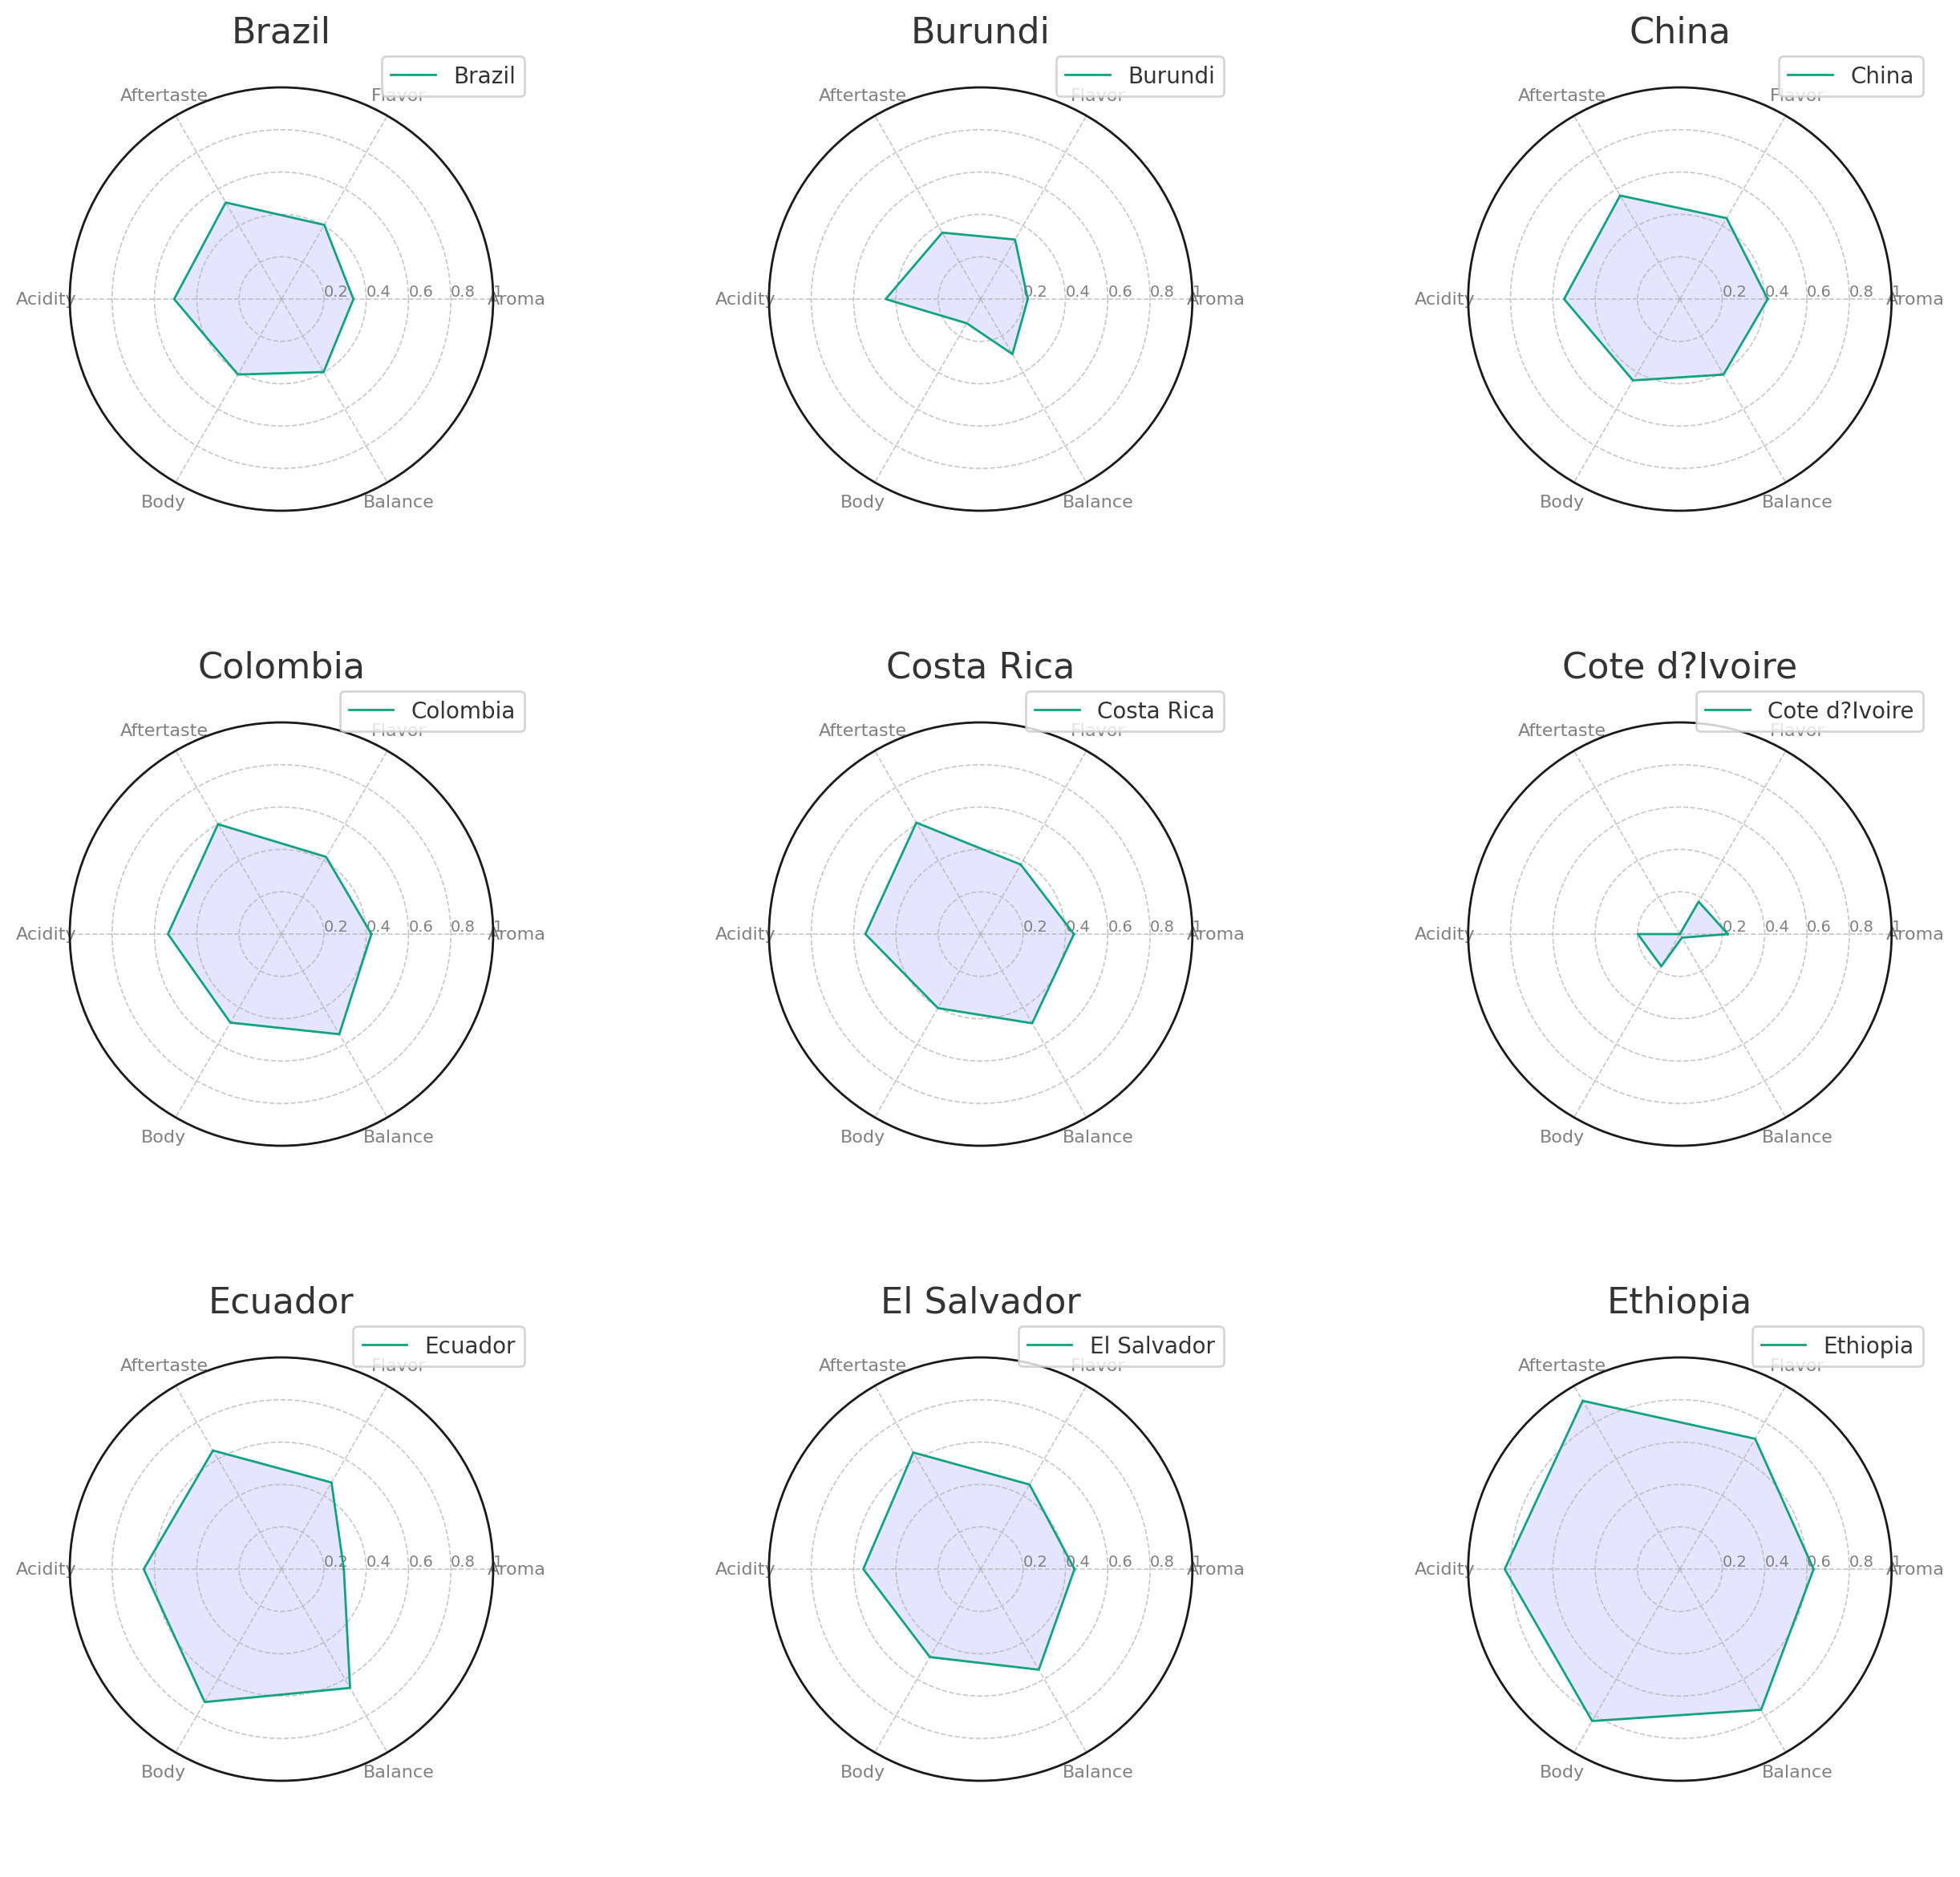 Brazil
Brazil
Aftertaste
Flavor
Acidity
0.2 0.4 0.6 0.8 1
Aroma
Body
Balance
Burundi
Burundi
Aftertaste
Flavor
Acidity
0.2 0.4 0.6 0.8 1
Aroma
Body
Balance
China
China
Aftertaste
Flavor
Acidity
0.2 0.4 0.6 0.8 1
Aroma
Body
Balance
Colombia
Colombia
Aftertaste
Flavor
Acidity
0.2 0.4 0.6 0.8 1
Aroma
Body
Balance
Costa Rica
Costa Rica
Aftertaste
Flavor
Acidity
0.2 0.4 0.6 0.8 1
Aroma
Body
Balance
Cote d?Ivoire
Cote d?Ivoire
Aftertaste
Flavor
Acidity
0.2 0.4 0.6 0.8 1
Aroma
Body
Balance
Ecuador
Ecuador
Aftertaste
Flavor
Acidity
0.2 0.4 0.6 0.8 1
Aroma
Body
Balance
El Salvador
El Salvador
Aftertaste
Flavor
Acidity
0.2 0.4 0.6 0.8 1
Aroma
Body
Balance
Ethiopia
Ethiopia
Aftertaste
Flavor
Acidity
0.2 0.4 0.6 0.8 1
Aroma
Body
Balance